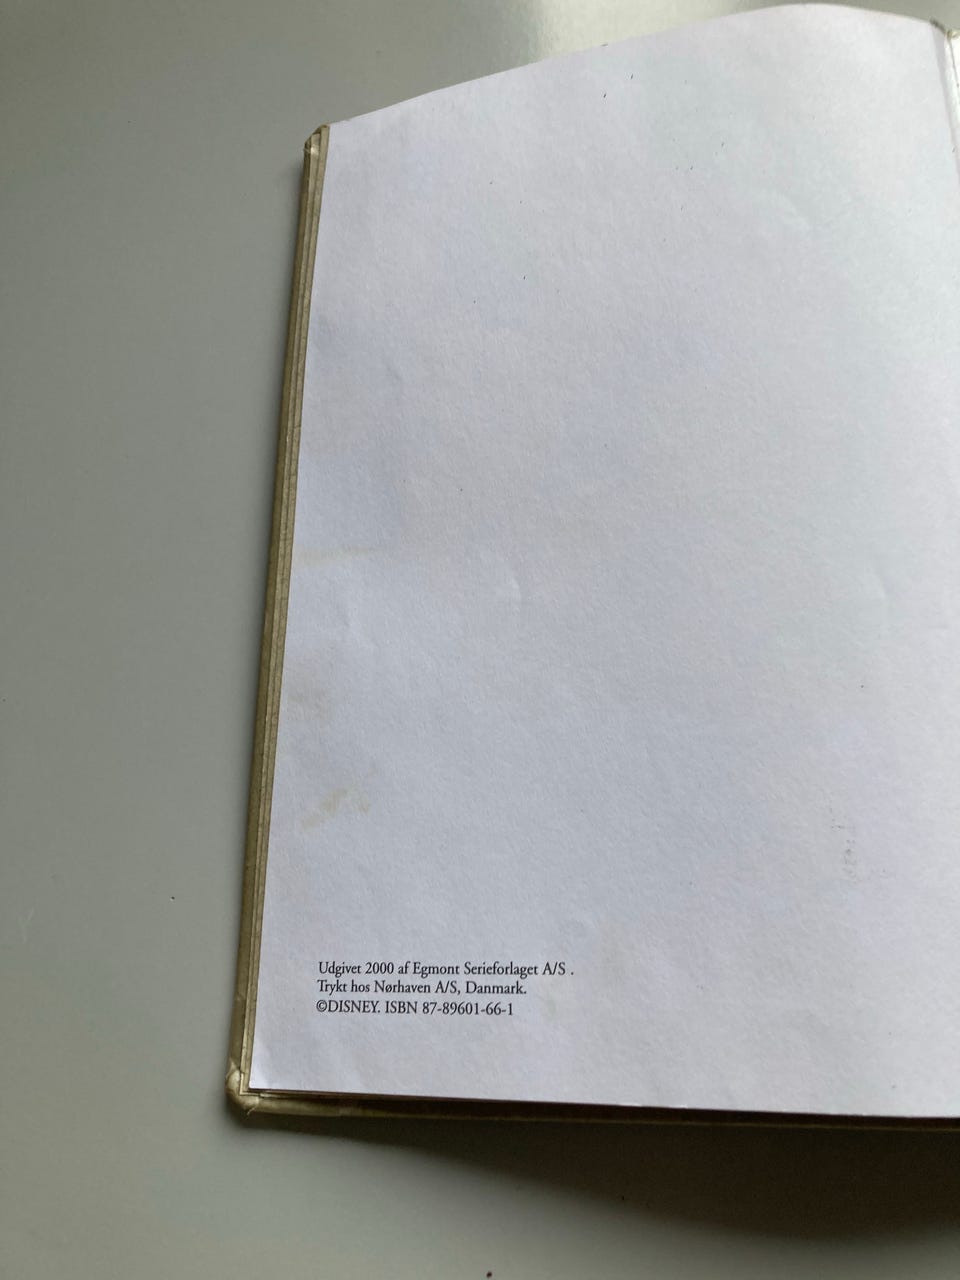 Udgivet 2000 af Egmont Serieforlaget A/S .
Trykt hos Nørhaven A/S, Danmark.
©DISNEY. ISBN 87-89601-66-1